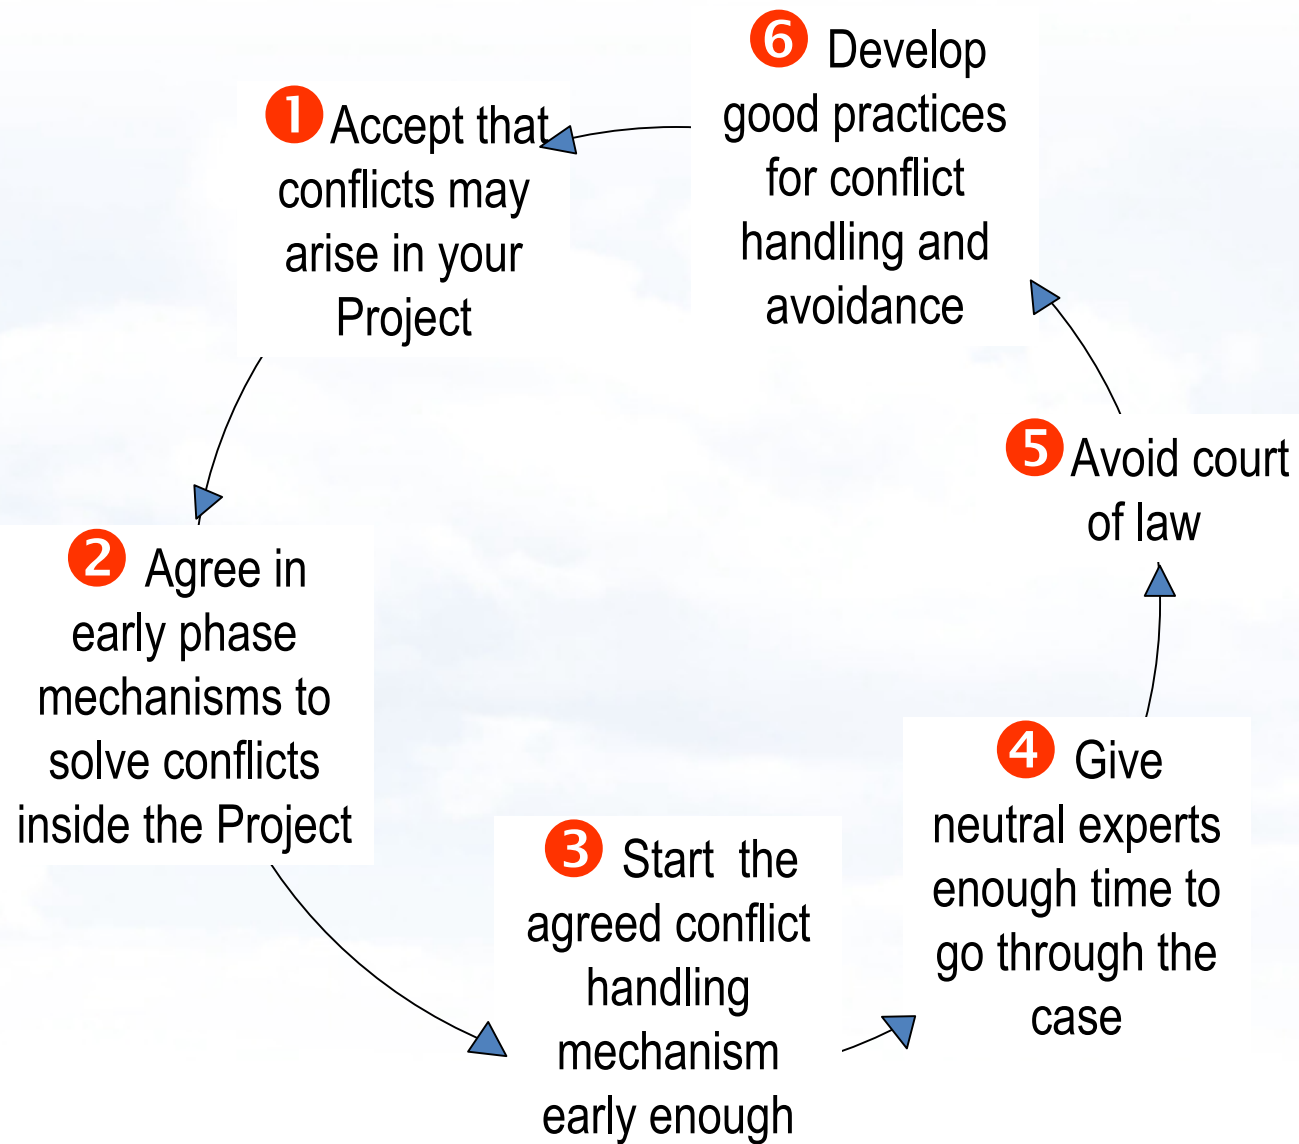 ❶ Accept that
conflicts may
arise in your
Project
❷ Agree in
early phase
mechanisms to
solve conflicts
inside the Project
❸ Start the
agreed conflict
handling
mechanism
early enough
❹ Give
neutral experts
enough time to
go through the
case
❺ Avoid court
of law
❻ Develop
good practices
for conflict
handling and
avoidance